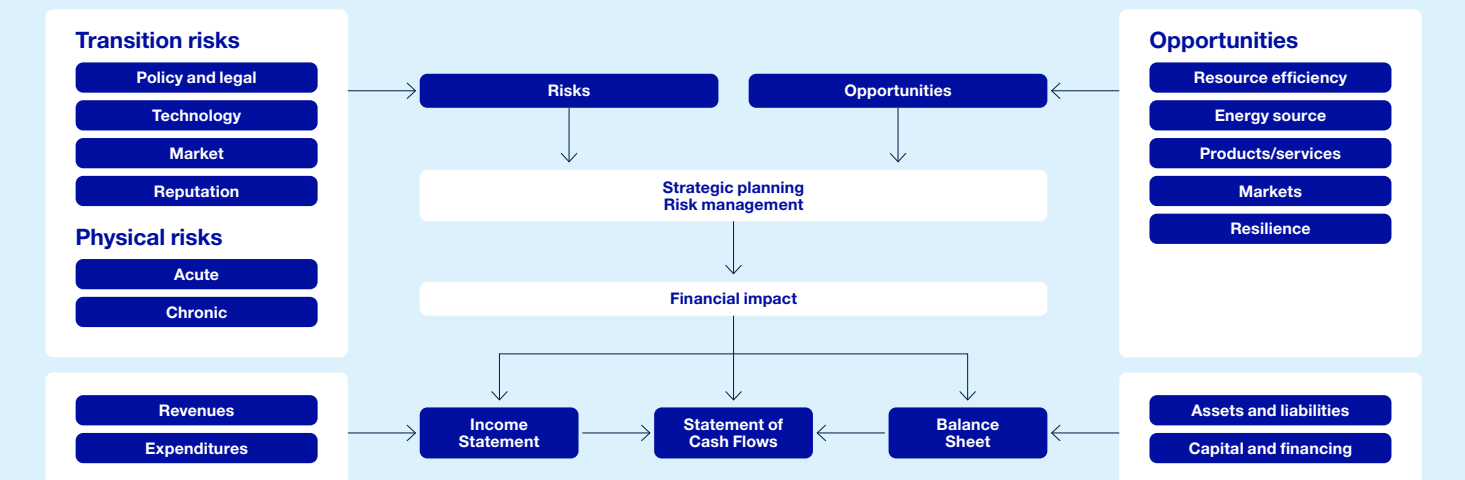 Transition risks
Policy and legal
Technology
Market
Reputation
Physical risks
Acute
Chronic
Risks
Opportunities
Strategic planning
Risk management
Financial impact
Opportunities
Resource efficiency
Energy source
Products/services
Markets
Resilience
Revenues
Expenditures
Income
Statement
Statement of
Cash Flows
Balance
Sheet
Assets and liabilities
Capital and financing